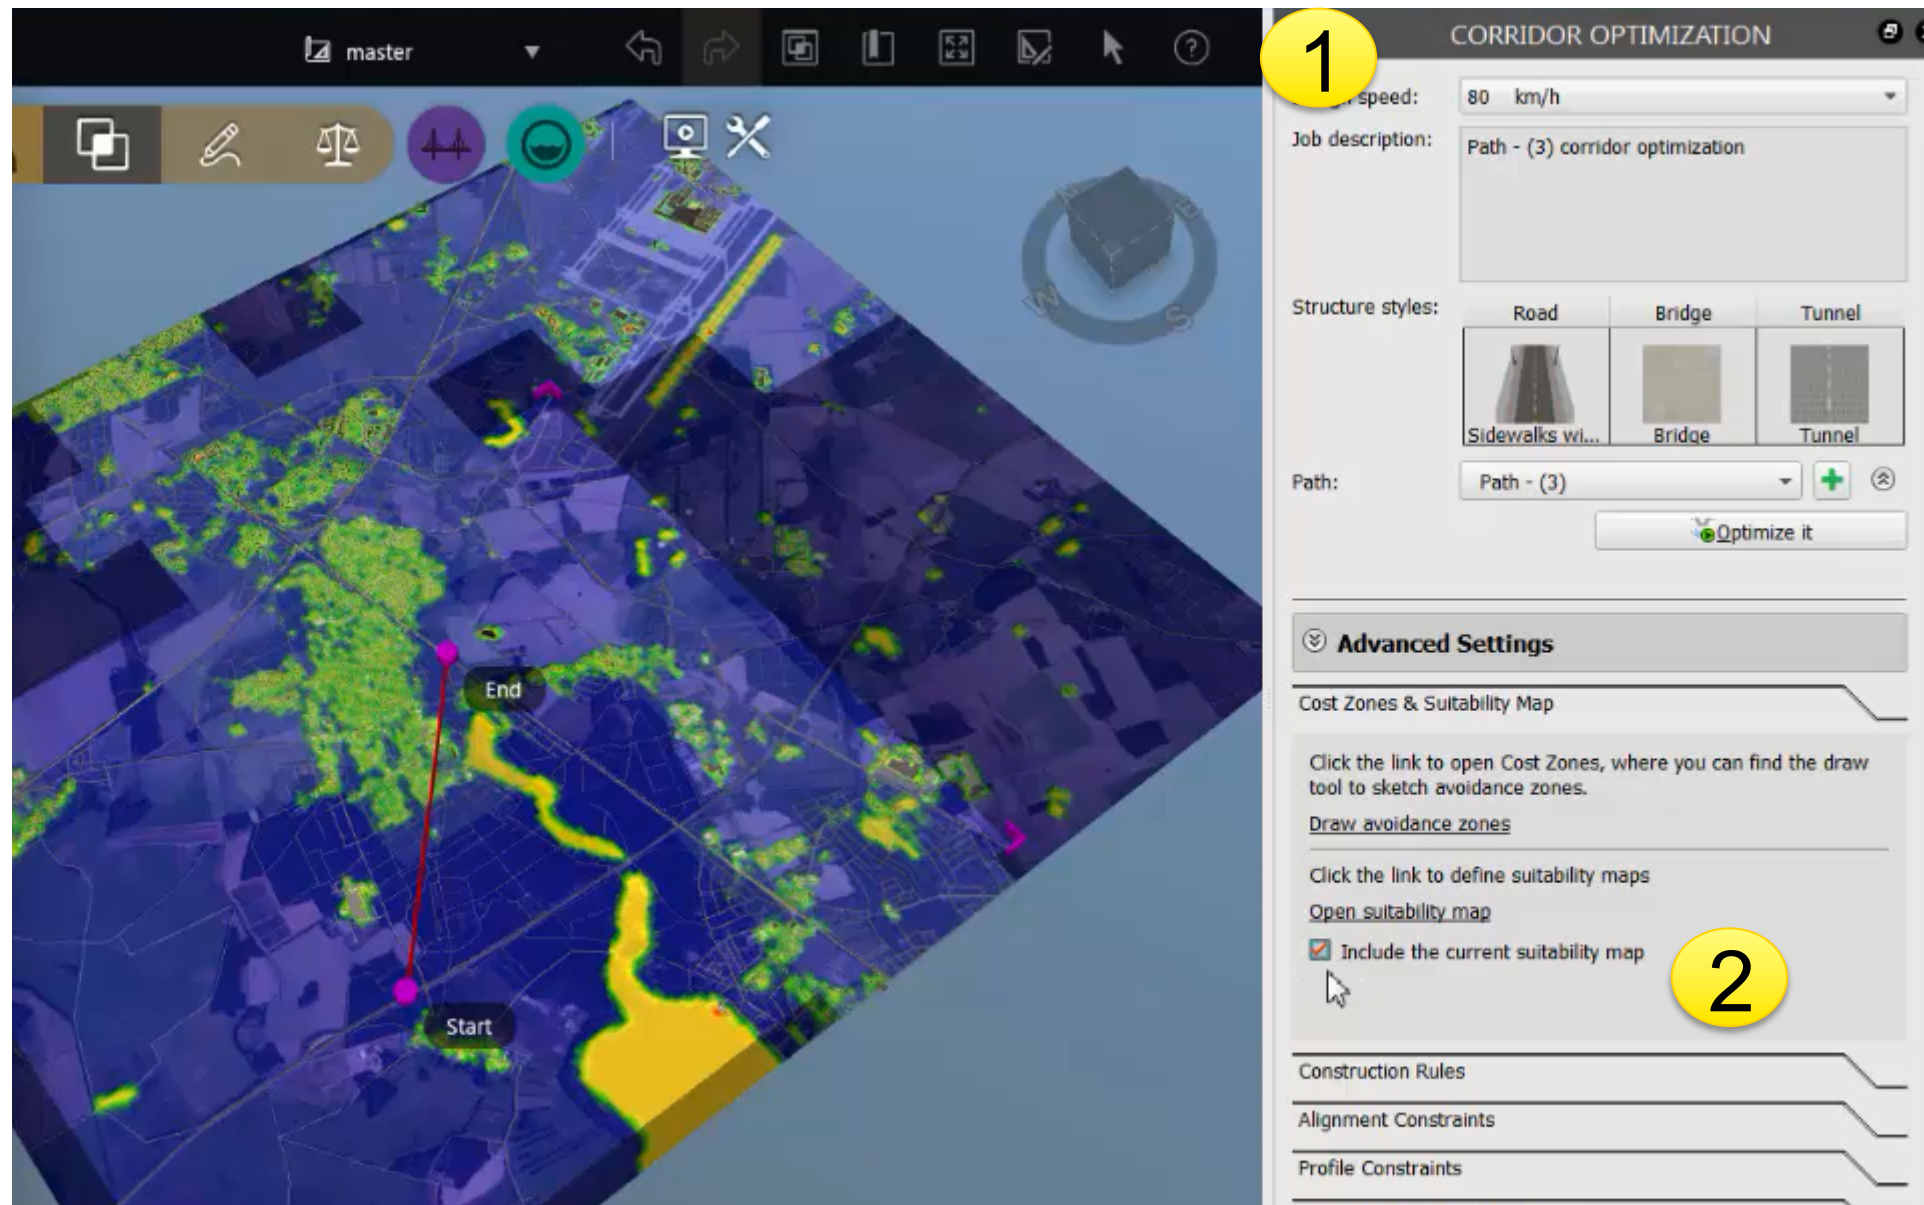 master
1
CORRIDOR OPTIMIZATION
speed:
80 km/h
Job description:
Path - (3) corridor optimization
Structure styles:
Road
Bridge
Tunnel
Sidewalks wi...
Bridge
Tunnel
Path:
Path - (3)
Optimize it
Advanced Settings
Cost Zones & Suitability Map
Click the link to open Cost Zones, where you can find the draw
tool to sketch avoidance zones.
Draw avoidance zones
Click the link to define suitability maps
Open suitability map
Include the current suitability map
2
Construction Rules
Alignment Constraints
Profile Constraints
W
S
E
End
Start